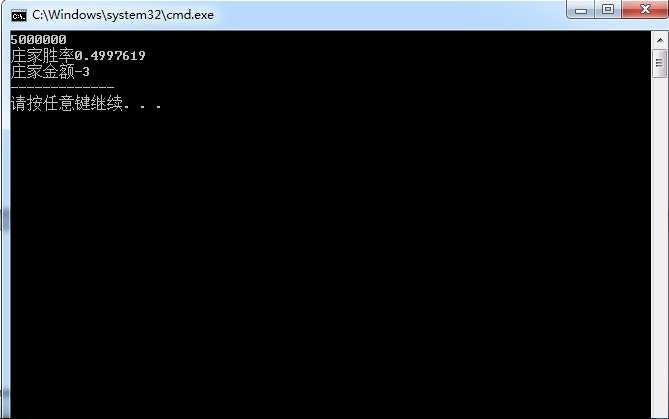 C:\Windows\system32\cmd.exe
5000000
庄家胜率0.4997619
庄家金额-3
-------------
请按任意键继续. . .